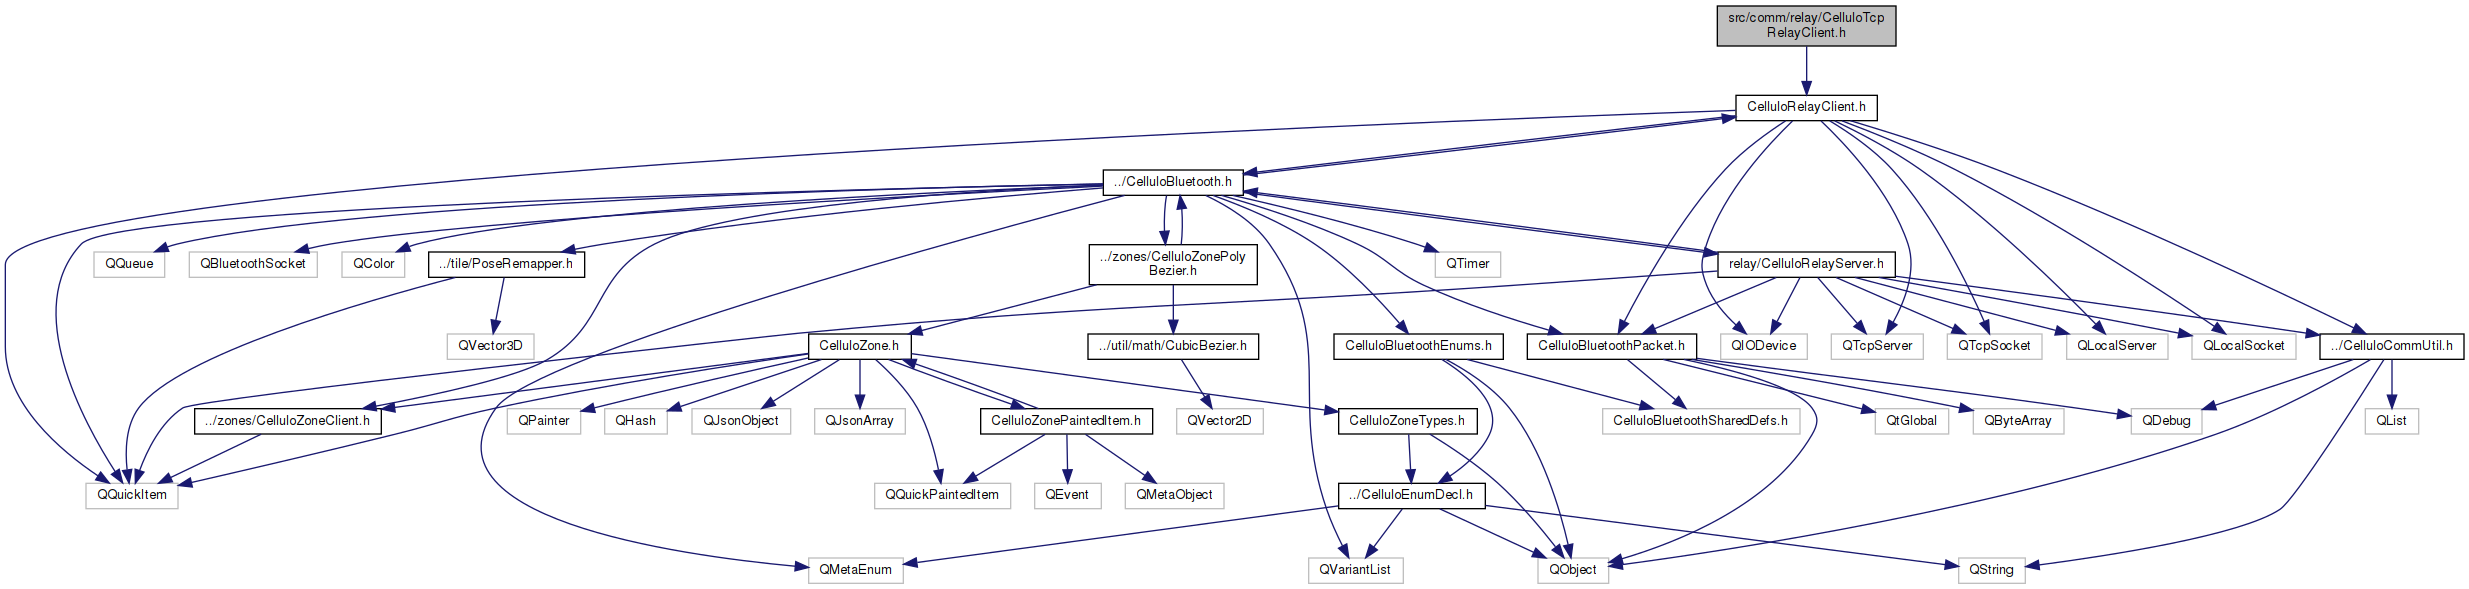 src/comm/relay/CelluloTcp
RelayClient.h
CelluloRelayClient.h
../CelluloBluetooth.h
QQueue
QBluetoothSocket
QColor
../tile/PoseRemapper.h
../zones/CelluloZonePoly
Bezier.h
QTimer
relay/CelluloRelayServer.h
QVector3D
CelluloZone.h
../util/math/CubicBezier.h
CelluloBluetoothEnums.h
CelluloBluetoothPacket.h
QIODevice
QTcpServer
QTcpSocket
QLocalServer
QLocalSocket
../CelluloCommUtil.h
../zones/CelluloZoneClient.h
QPainter
QHash
QJsonObject
QJsonArray
CelluloZonePaintedItem.h
QVector2D
CelluloZoneTypes.h
CelluloBluetoothSharedDefs.h
QtGlobal
QByteArray
QDebug
QList
QQuickItem
QQuickPaintedItem
QEvent
QMetaObject
../CelluloEnumDecl.h
QMetaEnum
QVariantList
QObject
QString